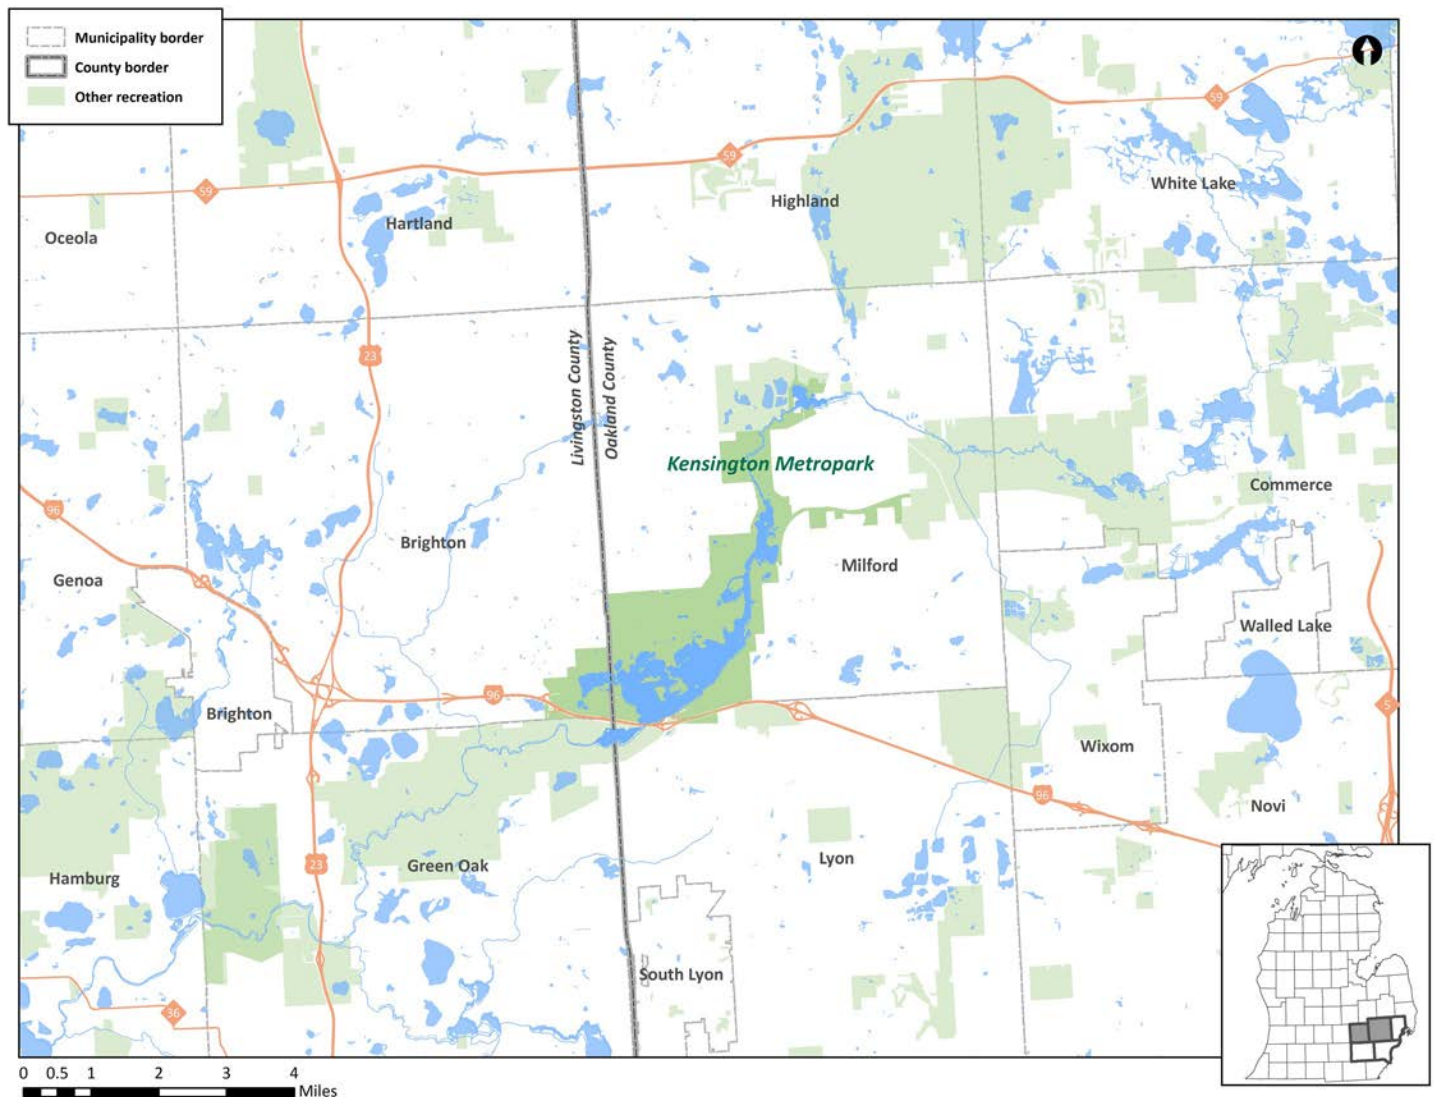 Municipality border
County border
Other recreation
59
59
59
White Lake
Highland
Hartland
Oceola
23
Livingston County
Oakland County
Kensington Metropark
Commerce
96
Brighton
Milford
Genoa
Walled Lake
96
5
Brighton
Wixom
96
Novi
23
Green Oak
Lyon
Hamburg
South Lyon
36
0 0.5 1 2 3 4
Miles